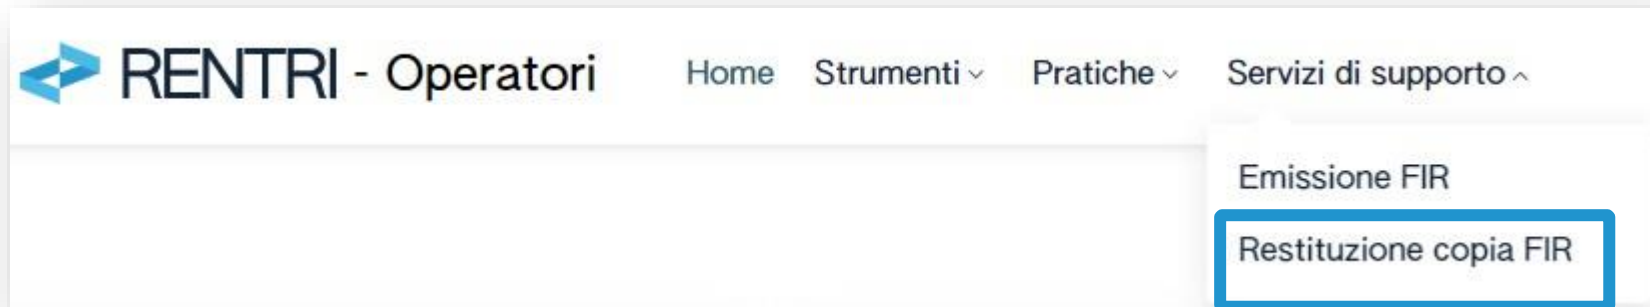 RENTRI - Operatori Home Strumenti Pratiche Servizi di supporto
Emissione FIR
Restituzione copia FIR